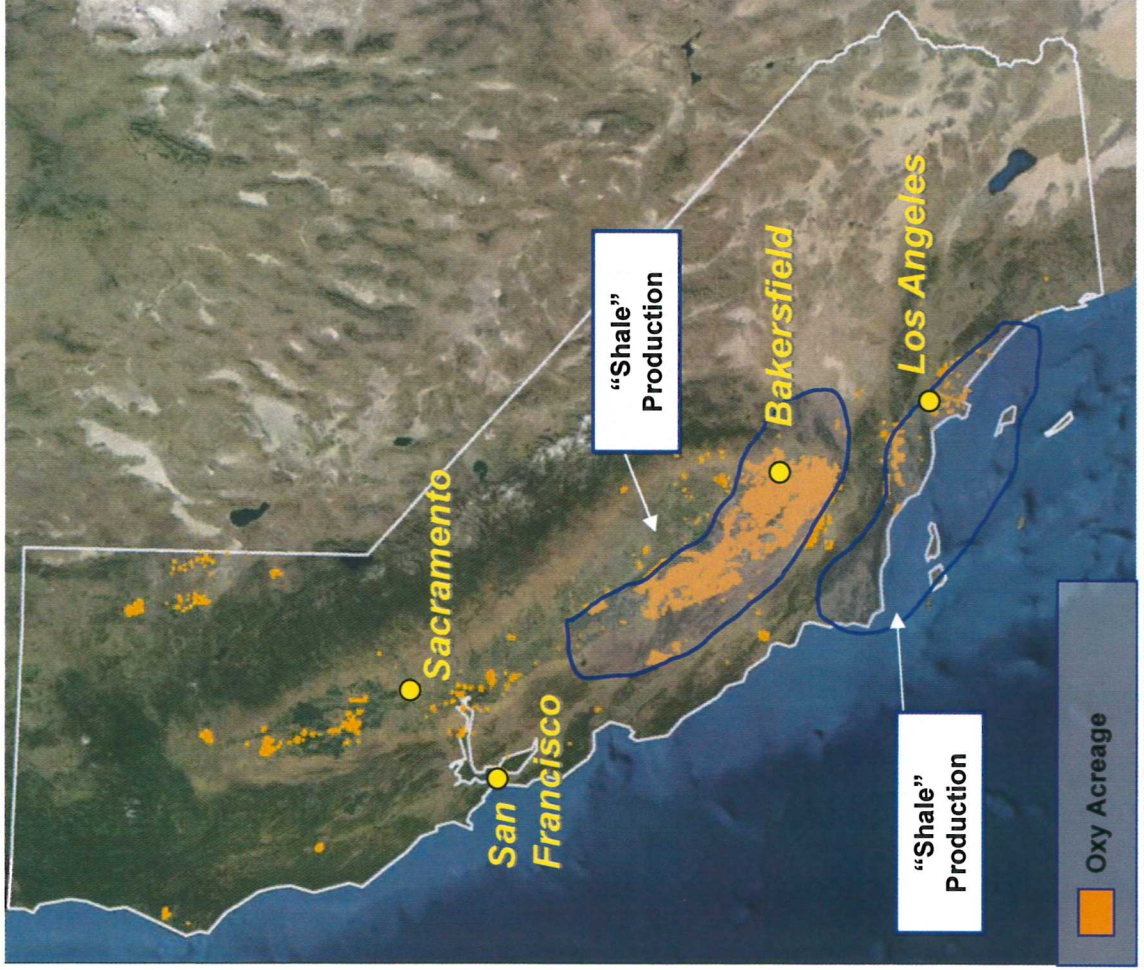 Sacramento
San
Francisco
“Shale”
Production
Bakersfield
Los Angeles
“Shale”
Production
Oxy Acreage